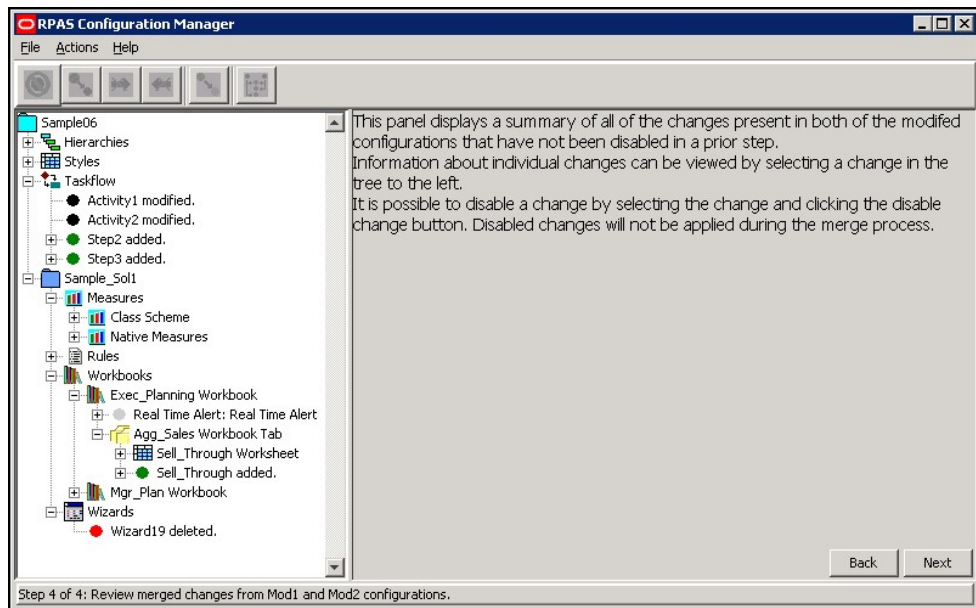 RPAS Configuration Manager
File Actions Help
Sample06
Hierarchies
Styles
Taskflow
Activity1 modified.
Activity2 modified.
Step2 added.
Step3 added.
Sample_Sol1
Measures
Class Scheme
Native Measures
Rules
Workbooks
Exec_Planning Workbook
Real Time Alert: Real Time Alert
Agg_Sales Workbook Tab
Sell_Through Worksheet
Sell_Through added.
Mgr_Plan Workbook
Wizards
Wizard19 deleted.
This panel displays a summary of all of the changes present in both of the modifed
configurations that have not been disabled in a prior step.
Information about individual changes can be viewed by selecting a change in the
tree to the left.
It is possible to disable a change by selecting the change and clicking the disable
change button. Disabled changes will not be applied during the merge process.
Back Next
Step 4 of 4: Review merged changes from Mod1 and Mod2 configurations.